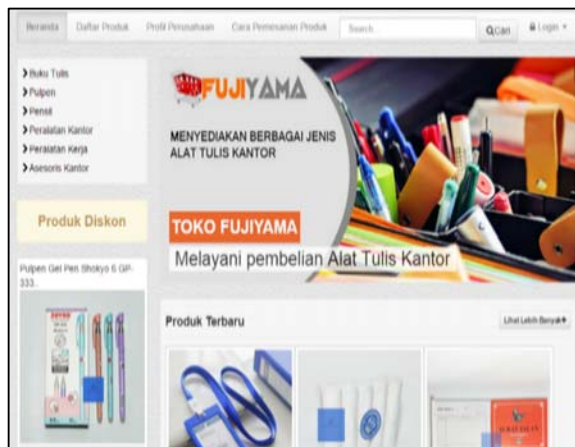 Beranda
Daftar Produk
Profil Perusahaan
Cara Pemesanan Produk
Search...
Cari
Login
Buku Tulis
Pulpen
Pensil
Peralatan Kantor
Peralatan Kerja
Asesoris Kantor
FUJIYAMA
MENYEDIAKAN BERBAGAI JENIS
ALAT TULIS KANTOR
Produk Diskon
TOKO FUJIYAMA
Melayani pembelian Alat Tulis Kantor
Pulpen Gel Pen Shokyo 6 GP-
333..
Produk Terbaru
Lihat Lebih Banyak